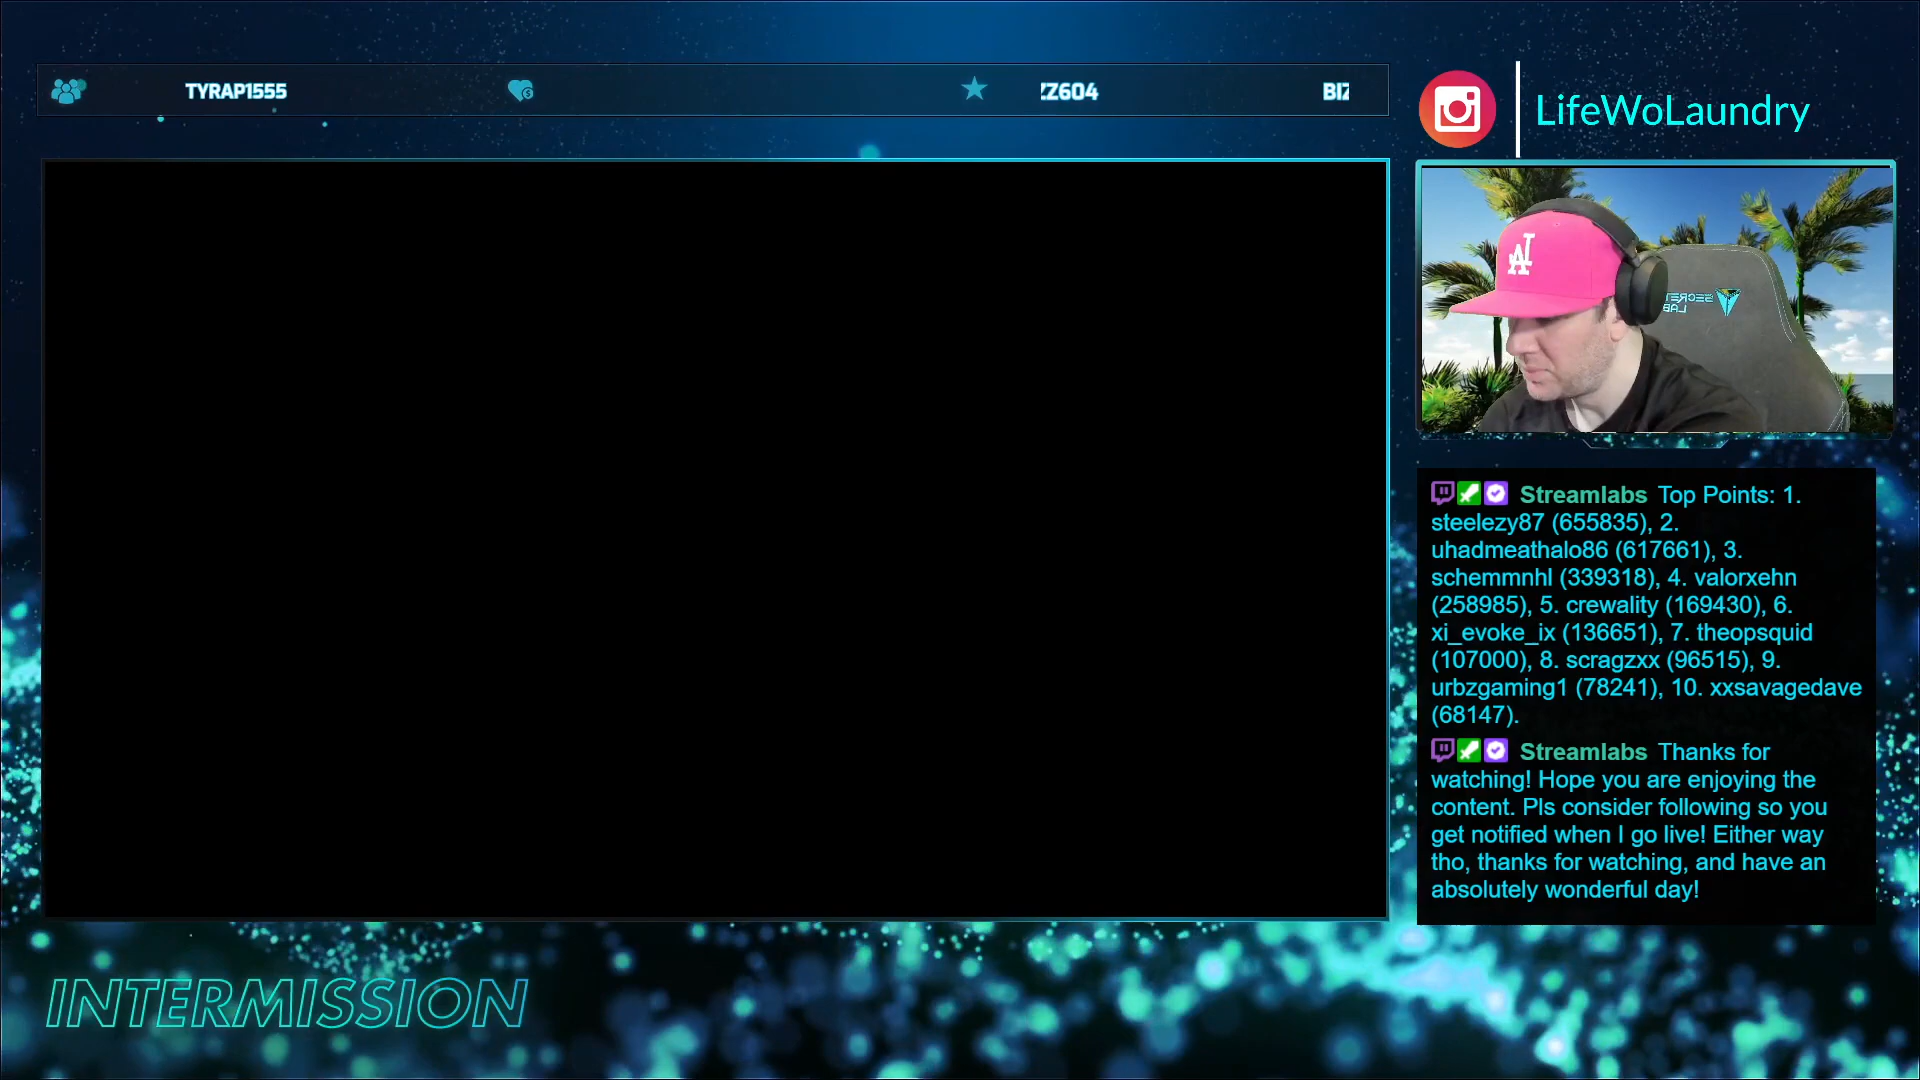 TYRAP1555
ZZ604
BIZ
LifeWoLaundry
Streamlabs Top Points: 1.
steelezy87 (655835), 2.
uhadmeathalo86 (617661), 3.
schemmnhl (339318), 4. valorxehn
(258985), 5. crewality (169430), 6.
xi_evoke_ix (136651), 7. theopsquid
(107000), 8. scragzxx (96515), 9.
urbzgaming1 (78241), 10. xxsavagedave
(68147).
Streamlabs Thanks for
watching! Hope you are enjoying the
content. Pls consider following so you
get notified when I go live! Either way
tho, thanks for watching, and have an
absolutely wonderful day!
INTERMISSION